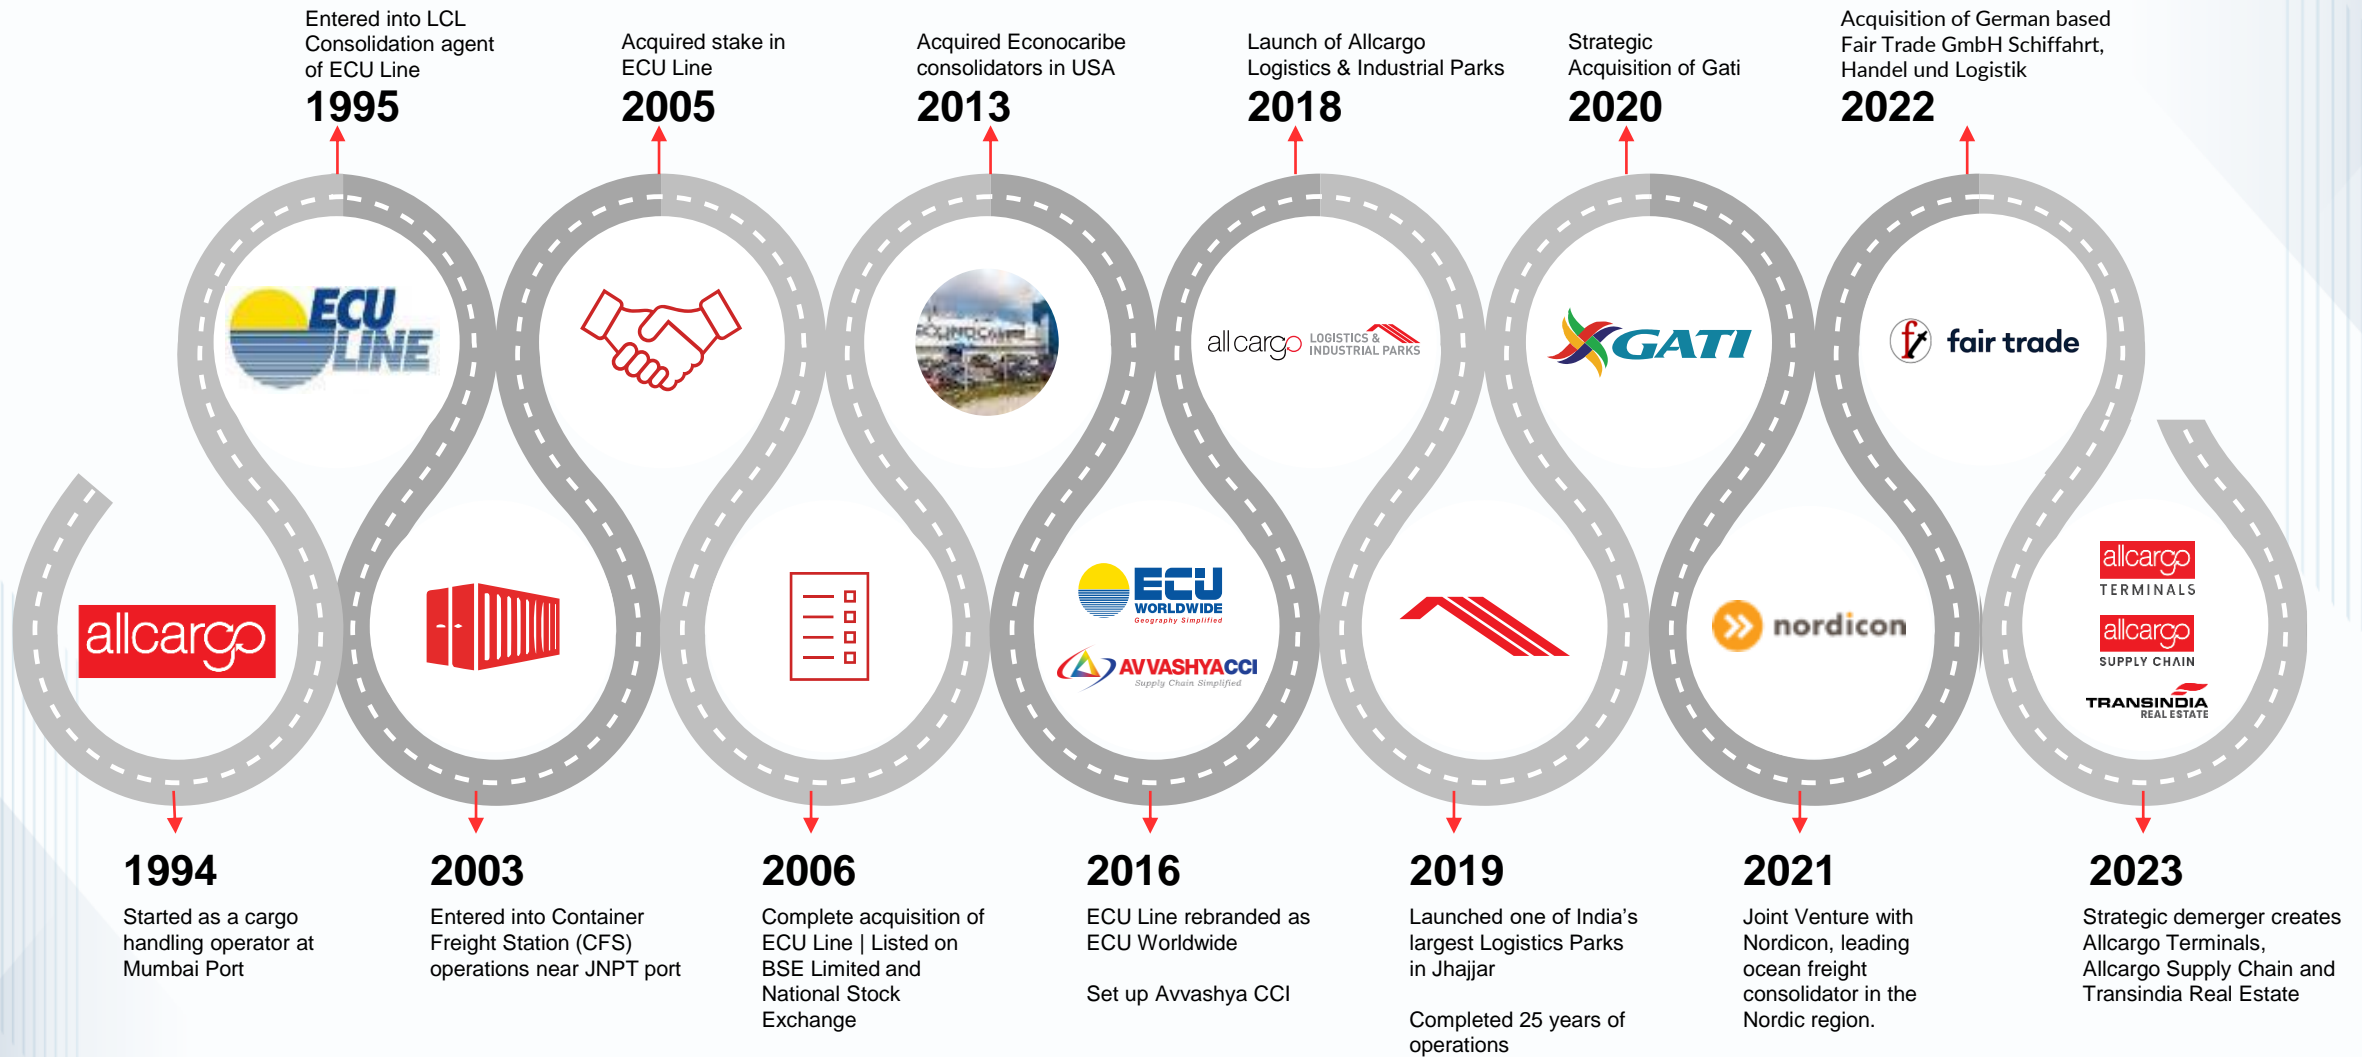 Entered into LCL
Consolidation agent
of ECU Line
1995
Acquired stake in
ECU Line
2005
Acquired Econocaribe
consolidators in USA
2013
Launch of Allcargo
Logistics & Industrial Parks
2018
Strategic
Acquisition of Gati
2020
Acquisition of German based
Fair Trade GmbH Schiffahrt,
Handel und Logistik
2022
ECU
LINE
allcargo LOGISTICS &
INDUSTRIAL PARKS
GATI
ft fair trade
allcargo
ECU
WORLDWIDE
Geography Simplified
AVVASHYACCI
Supply Chain Simplified
nordicon
allcargo
TERMINALS
allcargo
SUPPLY CHAIN
TRANSINDIA
REAL ESTATE
1994
Started as a cargo
handling operator at
Mumbai Port
2003
Entered into Container
Freight Station (CFS)
operations near JNPT port
2006
Complete acquisition of
ECU Line | Listed on
BSE Limited and
National Stock
Exchange
2016
ECU Line rebranded as
ECU Worldwide
Set up Avvashya CCI
2019
Launched one of India’s
largest Logistics Parks
in Jhajjar
Completed 25 years of
operations
2021
Joint Venture with
Nordicon, leading
ocean freight
consolidator in the
Nordic region.
2023
Strategic demerger creates
Allcargo Terminals,
Allcargo Supply Chain and
Transindia Real Estate